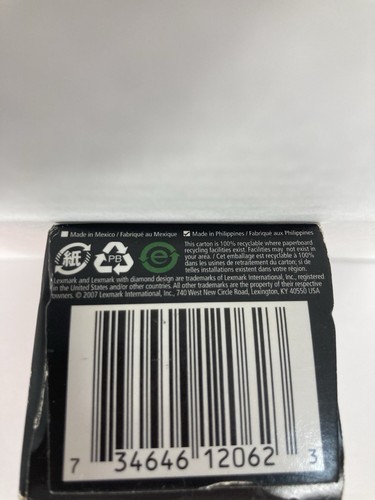 Made in Mexico / Fabriqué au Mexique Made in Philippines / Fabriqué aux Philippines
This carton is 100% recyclable where paperboard
recycling facilities exist. Facilities may not exist in
your area. / Cet emballage est recyclable à 100%
dans les usines de retraitement du carton; si de
telles installations existent dans votre région.
紙
PB
e
Lexmark and Lexmark with diamond design are trademarks of Lexmark International, Inc., registered
in the United States and/or other countries. All other trademarks are the property of their respective
owners. © 2007 Lexmark International, Inc., 740 West New Circle Road, Lexington, KY 40550 USA
7 34646 12062 3